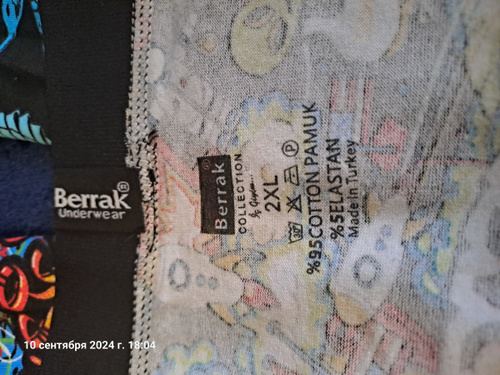 Berrak®
Underwear
Berrak®
COLLECTION
2XL
%95COTTON PAMUK
%5ELASTAN
Made in Turkey
10 сентября 2024 г. 18:04